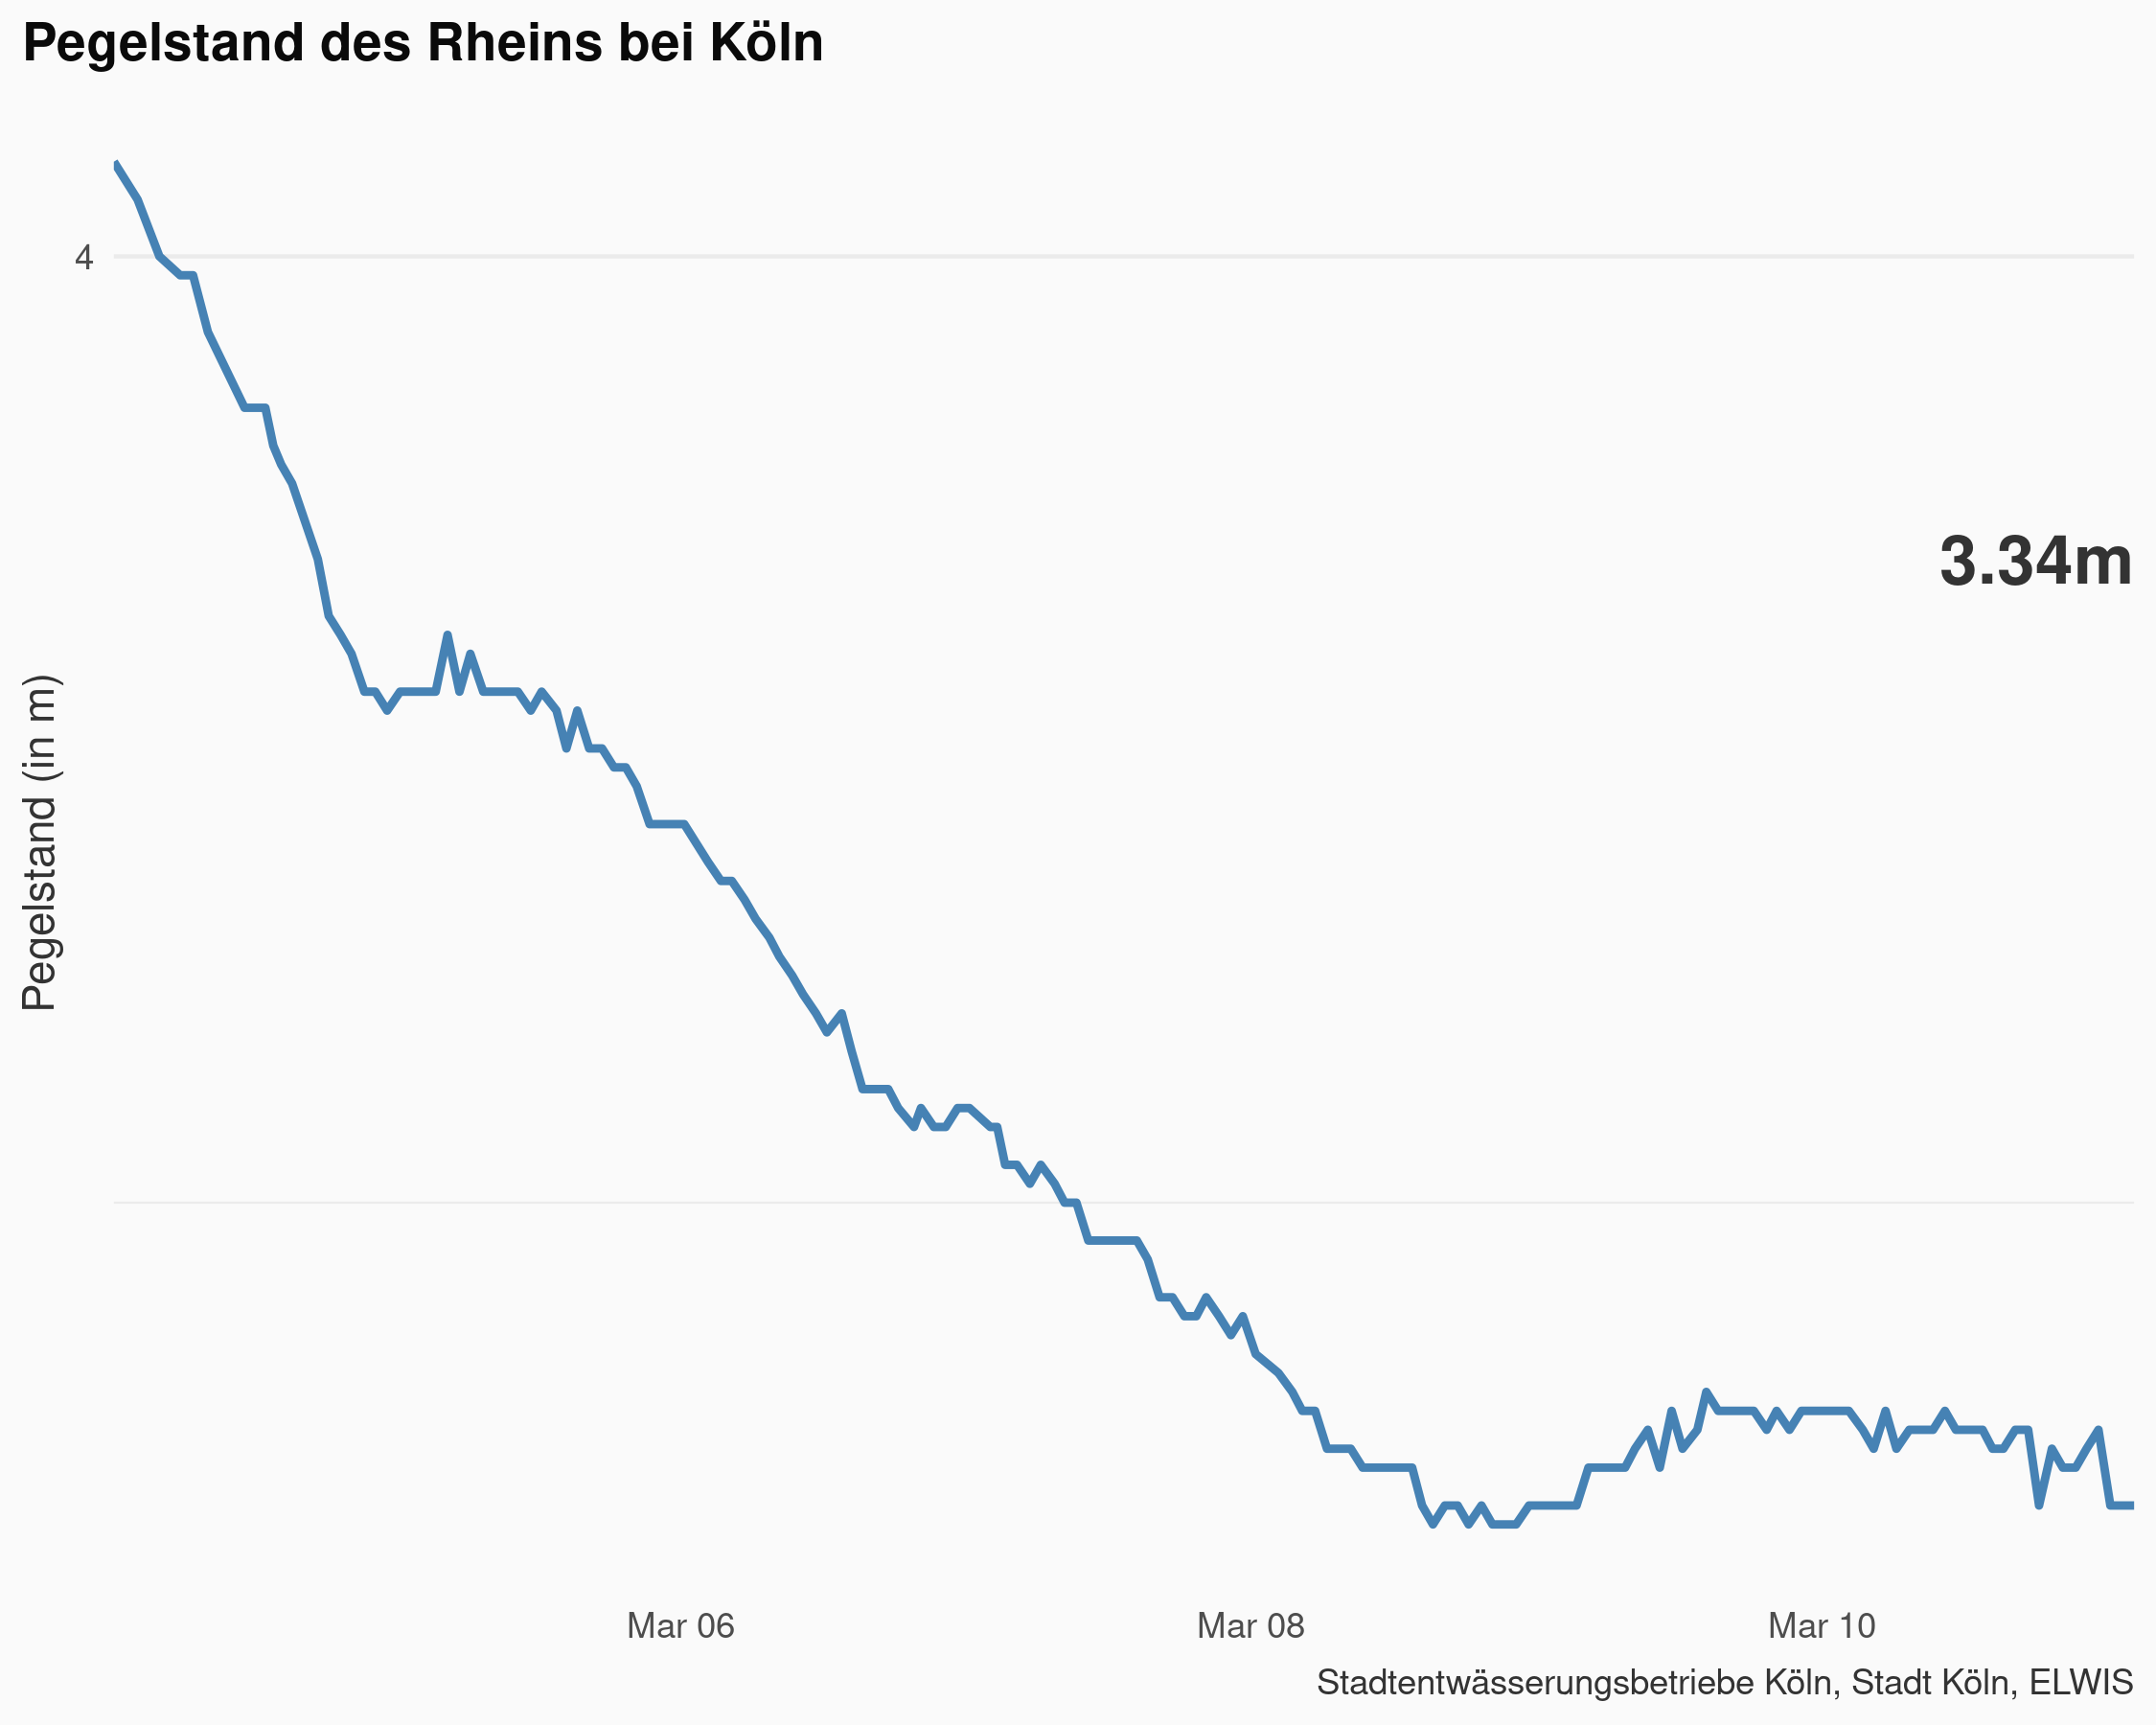 Pegelstand des Rheins bei Köln
4
3.34m
Pegelstand (in m)
Mar 06
Mar 08
Mar 10
Stadtentwässerungsbetriebe Köln, Stadt Köln, ELWIS